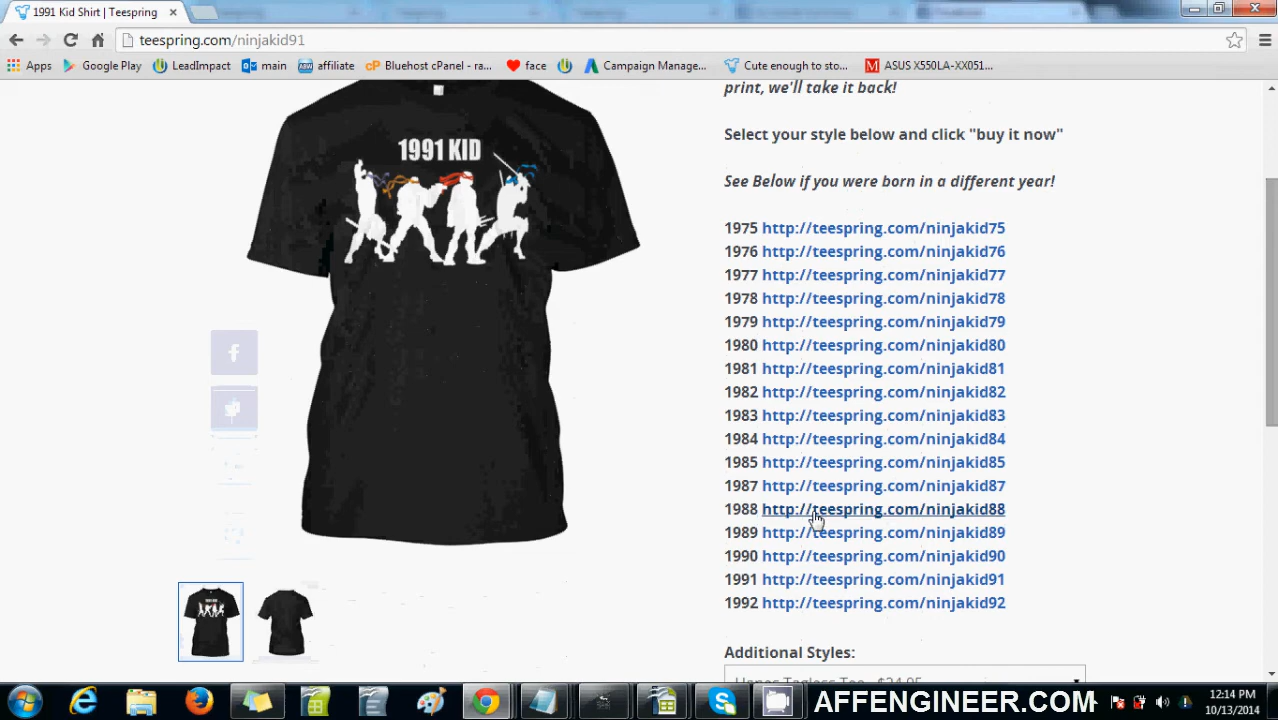 1991 Kid Shirt | Teespring
teespring.com/ninjakid91
Apps
Google Play
LeadImpact
main
affiliate
Bluehost cPanel - ra...
face
Campaign Manage...
Cute enough to sto...
ASUS X550LA-XX051...
print, we'll take it back!
1991 KID
Select your style below and click "buy it now"
See Below if you were born in a different year!
1975 http://teespring.com/ninjakid75
1976 http://teespring.com/ninjakid76
1977 http://teespring.com/ninjakid77
1978 http://teespring.com/ninjakid78
1979 http://teespring.com/ninjakid79
1980 http://teespring.com/ninjakid80
1981 http://teespring.com/ninjakid81
1982 http://teespring.com/ninjakid82
1983 http://teespring.com/ninjakid83
1984 http://teespring.com/ninjakid84
1985 http://teespring.com/ninjakid85
1987 http://teespring.com/ninjakid87
1988 http://teespring.com/ninjakid88
1989 http://teespring.com/ninjakid89
1990 http://teespring.com/ninjakid90
1991 http://teespring.com/ninjakid91
1992 http://teespring.com/ninjakid92
Additional Styles:
Hanes Tagless Tee - $24.95
AFFENGINEER.COM
12:14 PM
10/13/2014